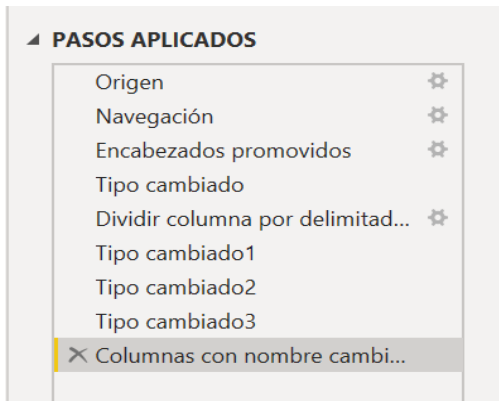 PASOS APLICADOS
Origen
Navegación
Encabezados promovidos
Tipo cambiado
Dividir columna por delimitad...
Tipo cambiado1
Tipo cambiado2
Tipo cambiado3
Columnas con nombre cambi...